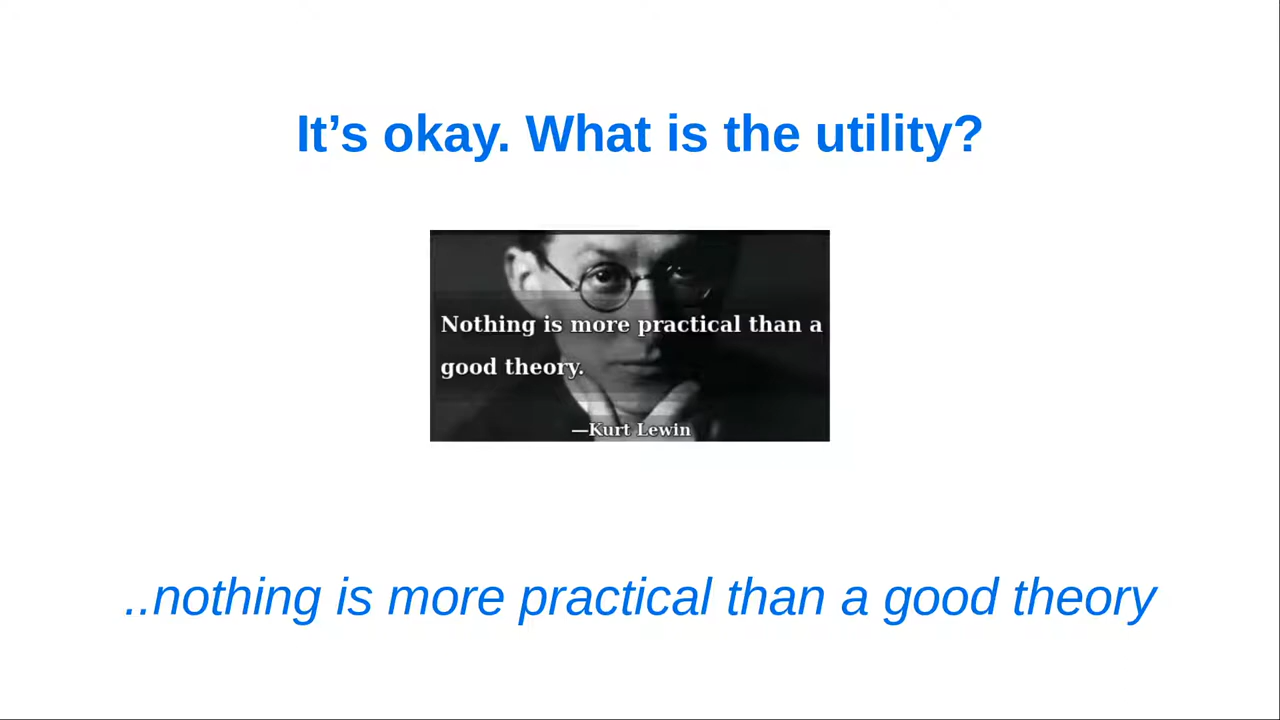 It’s okay. What is the utility?
Nothing is more practical than a
good theory.
—Kurt Lewin
..nothing is more practical than a good theory